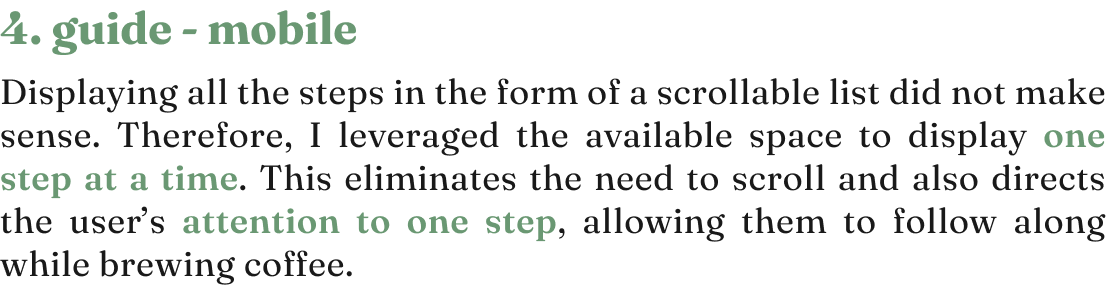 4. guide - mobile
Displaying all the steps in the form of a scrollable list did not make
sense. Therefore, I leveraged the available space to display one
step at a time. This eliminates the need to scroll and also directs
the user’s attention to one step, allowing them to follow along
while brewing coffee.